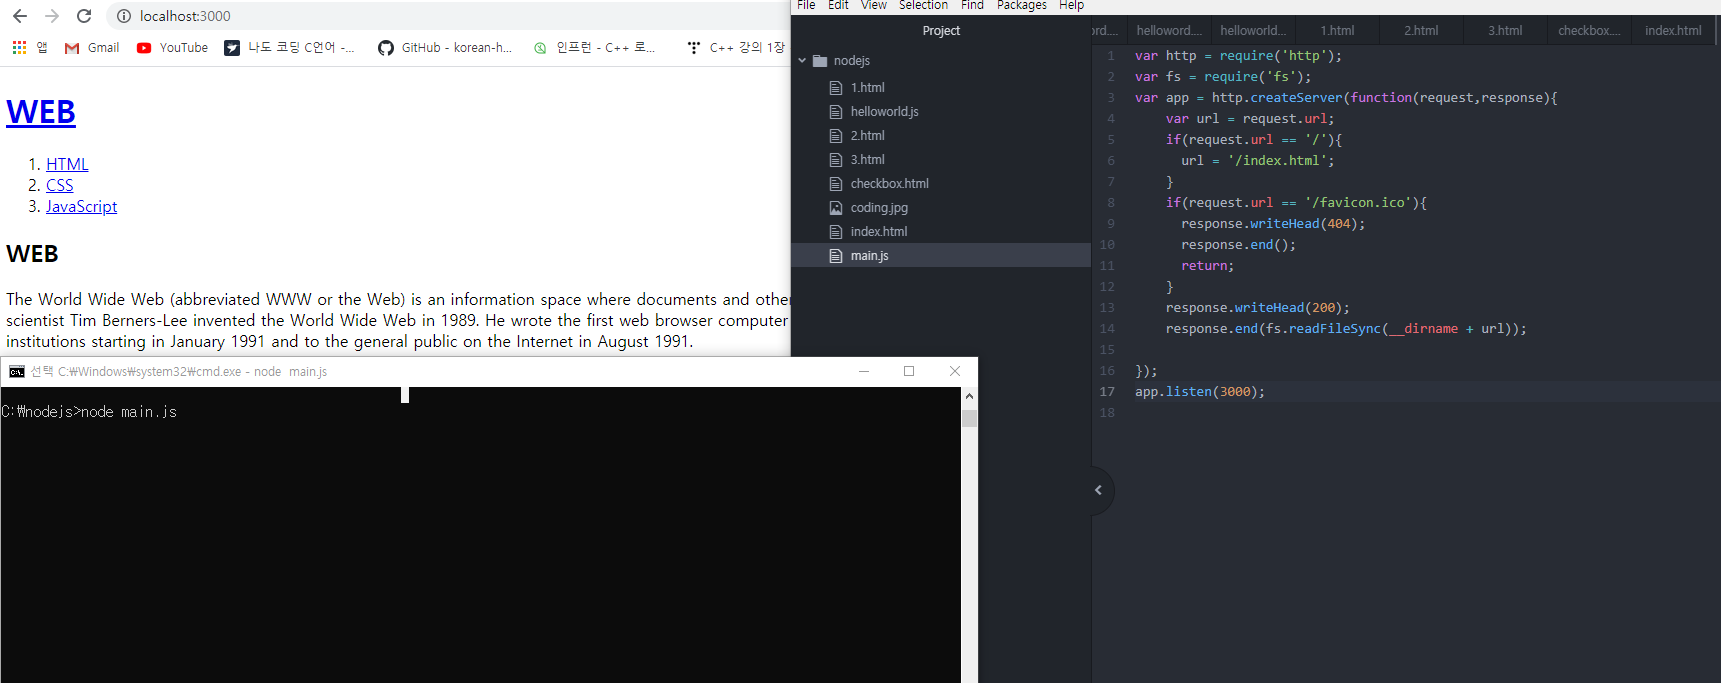 localhost:3000
앱 Gmail YouTube 나도 코딩 C언어 -... GitHub - korean-h... 인프런 - C++ 로... C++ 강의 1장
WEB
1. HTML
2. CSS
3. JavaScript
WEB
The World Wide Web (abbreviated WWW or the Web) is an information space where documents and othe
scientist Tim Berners-Lee invented the World Wide Web in 1989. He wrote the first web browser computer
institutions starting in January 1991 and to the general public on the Internet in August 1991.
선택 C:\Windows\system32\cmd.exe - node  main.js
C:\nodejs>node main.js
File Edit View Selection Find Packages Help
Project
nodejs
1.html
helloworld.js
2.html
3.html
checkbox.html
coding.jpg
index.html
main.js
ord.... helloword.... helloworld... 1.html 2.html 3.html checkbox.... index.html
1 var http = require('http');
2 var fs = require('fs');
3 var app = http.createServer(function(request,response){
4     var url = request.url;
5     if(request.url == '/'){
6       url = '/index.html';
7     }
8     if(request.url == '/favicon.ico'){
9       response.writeHead(404);
10       response.end();
11       return;
12     }
13     response.writeHead(200);
14     response.end(fs.readFileSync(__dirname + url));
15
16 });
17 app.listen(3000);
18